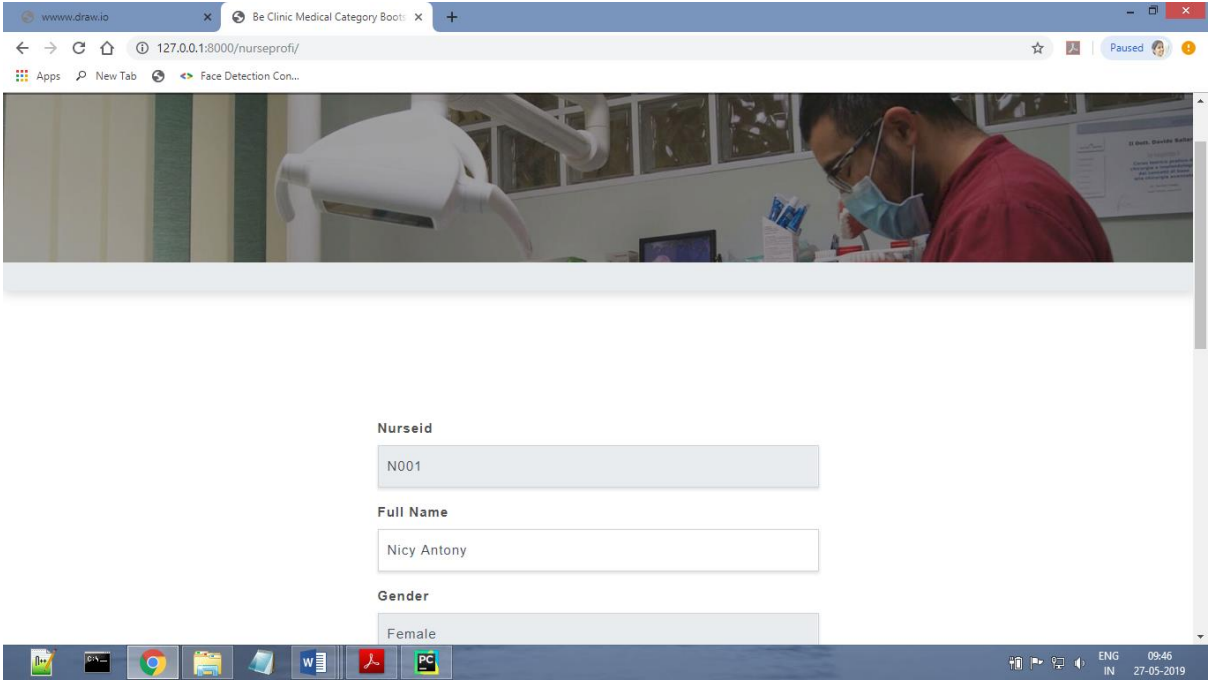 wwww.draw.io
Be Clinic Medical Category Boots
127.0.0.1:8000/nurseprofi/
Paused
Apps
New Tab
Face Detection Con...
Nurseid
N001
Full Name
Nicy Antony
Gender
Female
ENG 09:46
IN 27-05-2019